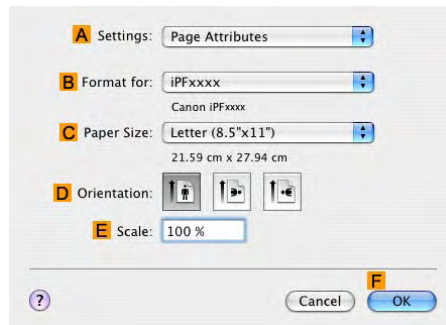 A Settings: Page Attributes
B Format for: iPFxxxx
Canon iPFxxxx
C Paper Size: Letter (8.5"x11")
21.59 cm x 27.94 cm
D Orientation:
E Scale: 100 %
F
? Cancel OK